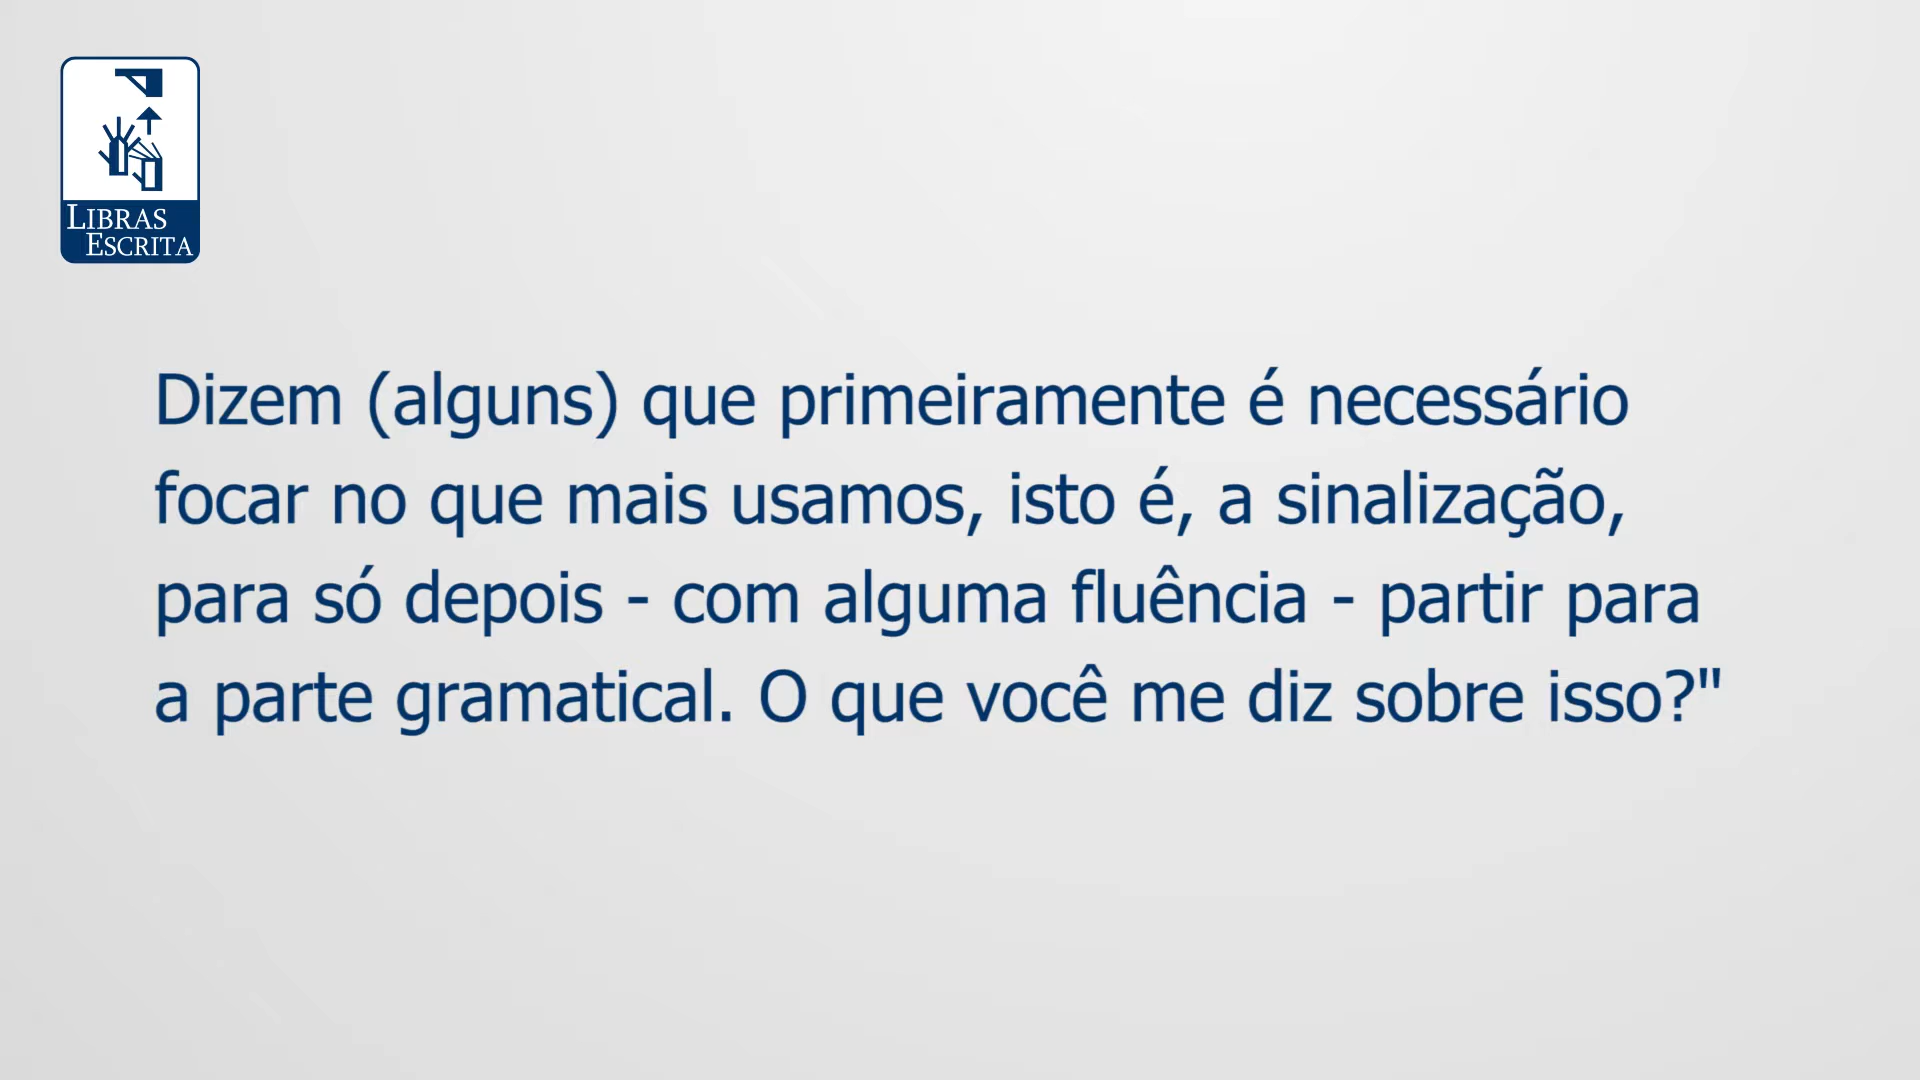 LIBRAS
ESCRITA
Dizem (alguns) que primeiramente é necessário
focar no que mais usamos, isto é, a sinalização,
para só depois - com alguma fluência - partir para
a parte gramatical. O que você me diz sobre isso?"